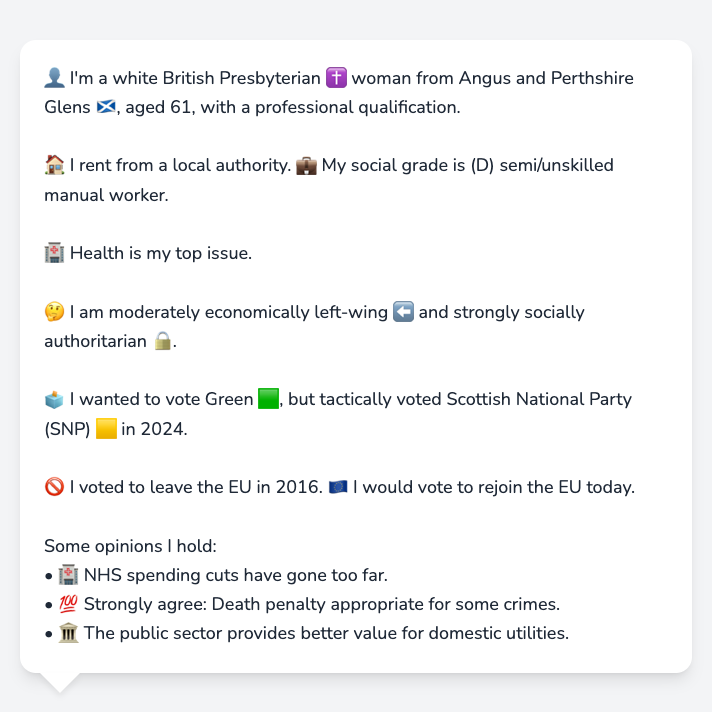 👤 I'm a white British Presbyterian ✝️ woman from Angus and Perthshire
Glens 🏴󠁧󠁢󠁳󠁣󠁴󠁿, aged 61, with a professional qualification.
🏠 I rent from a local authority. 💼 My social grade is (D) semi/unskilled
manual worker.
🏥 Health is my top issue.
🤔 I am moderately economically left-wing ⬅️ and strongly socially
authoritarian 🔒.
🗳️ I wanted to vote Green 🟩, but tactically voted Scottish National Party
(SNP) 🟨 in 2024.
🚫 I voted to leave the EU in 2016. 🇪🇺 I would vote to rejoin the EU today.
Some opinions I hold:
• 🏥 NHS spending cuts have gone too far.
• 💯 Strongly agree: Death penalty appropriate for some crimes.
• 🏛️ The public sector provides better value for domestic utilities.